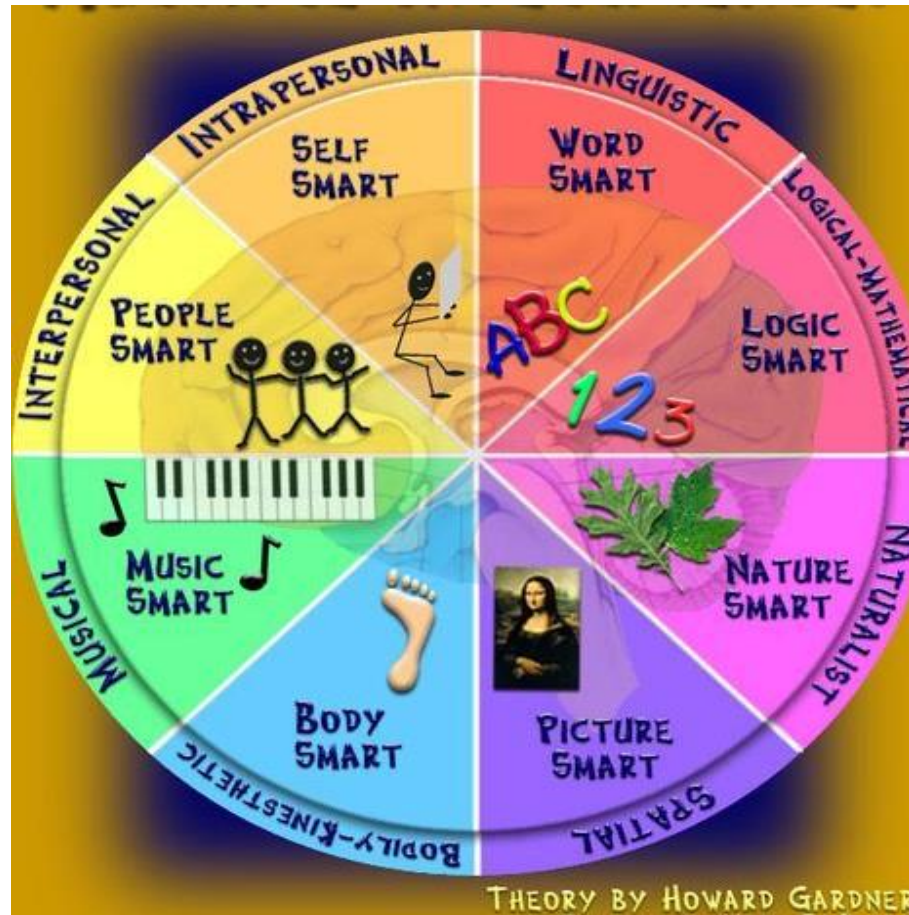 INTRAPERSONAL
LINGUISTIC
SELF
SMART
WORD
SMART
LOGICAL-MATHEMATICAL
INTERPERSONAL
PEOPLE
SMART
LOGIC
SMART
ABC
123
MUSIC
SMART
NATURE
SMART
MUSICAL
NATURALIST
BODY
SMART
PICTURE
SMART
BODILY-KINESTHETIC
SPATIAL
THEORY BY HOWARD GARDNER